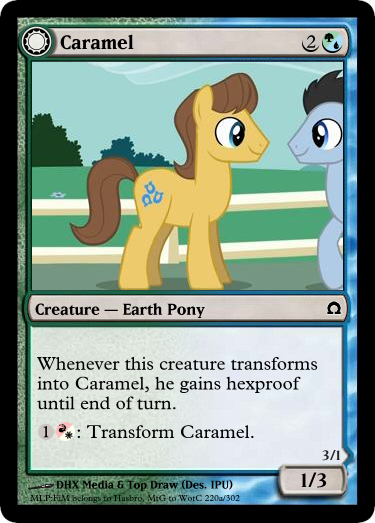 Caramel 2
Creature — Earth Pony Ω
Whenever this creature transforms
into Caramel, he gains hexproof
until end of turn.
1 : Transform Caramel.
3/1
1/3
DHX Media & Top Draw (Des. IPU)
MLP:FiM belongs to Hasbro, MtG to WotC 220a/302